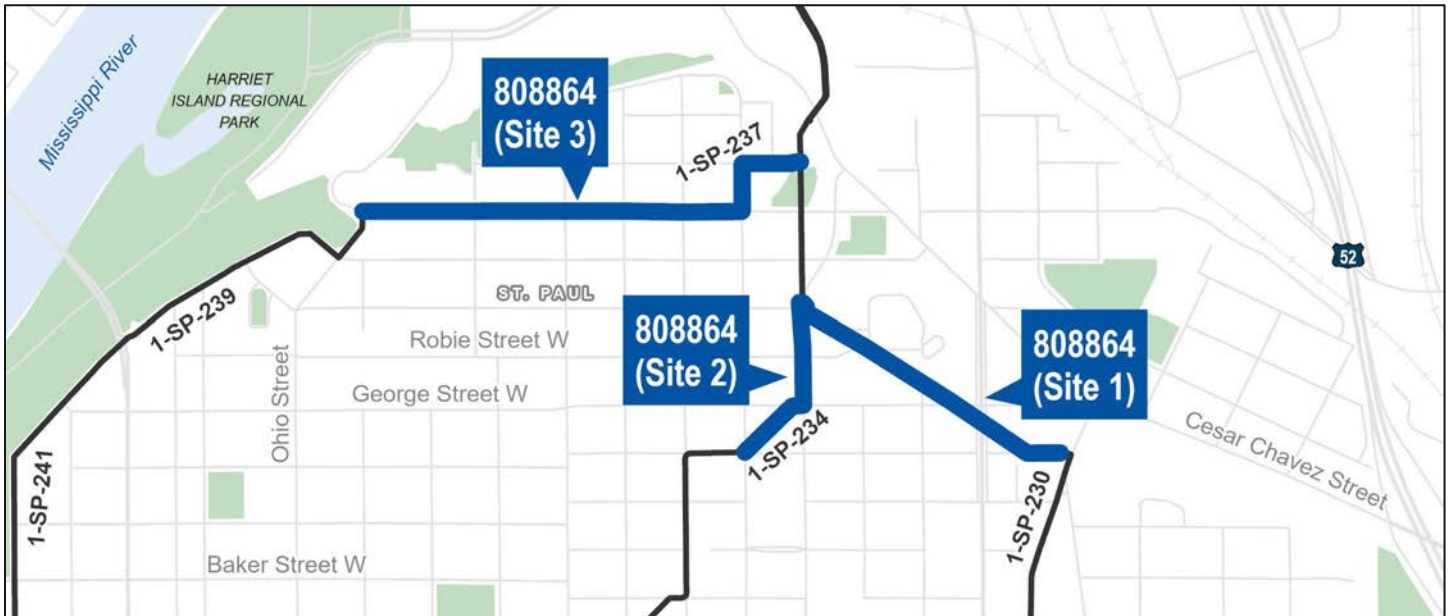 Mississippi River
HARRIET
ISLAND REGIONAL
PARK
808864
(Site 3)
1-SP-237
52
1-SP-239
ST. PAUL
Robie Street W
808864
(Site 2)
808864
(Site 1)
Ohio Street
George Street W
1-SP-234
Cesar Chavez Street
1-SP-241
1-SP-230
Baker Street W